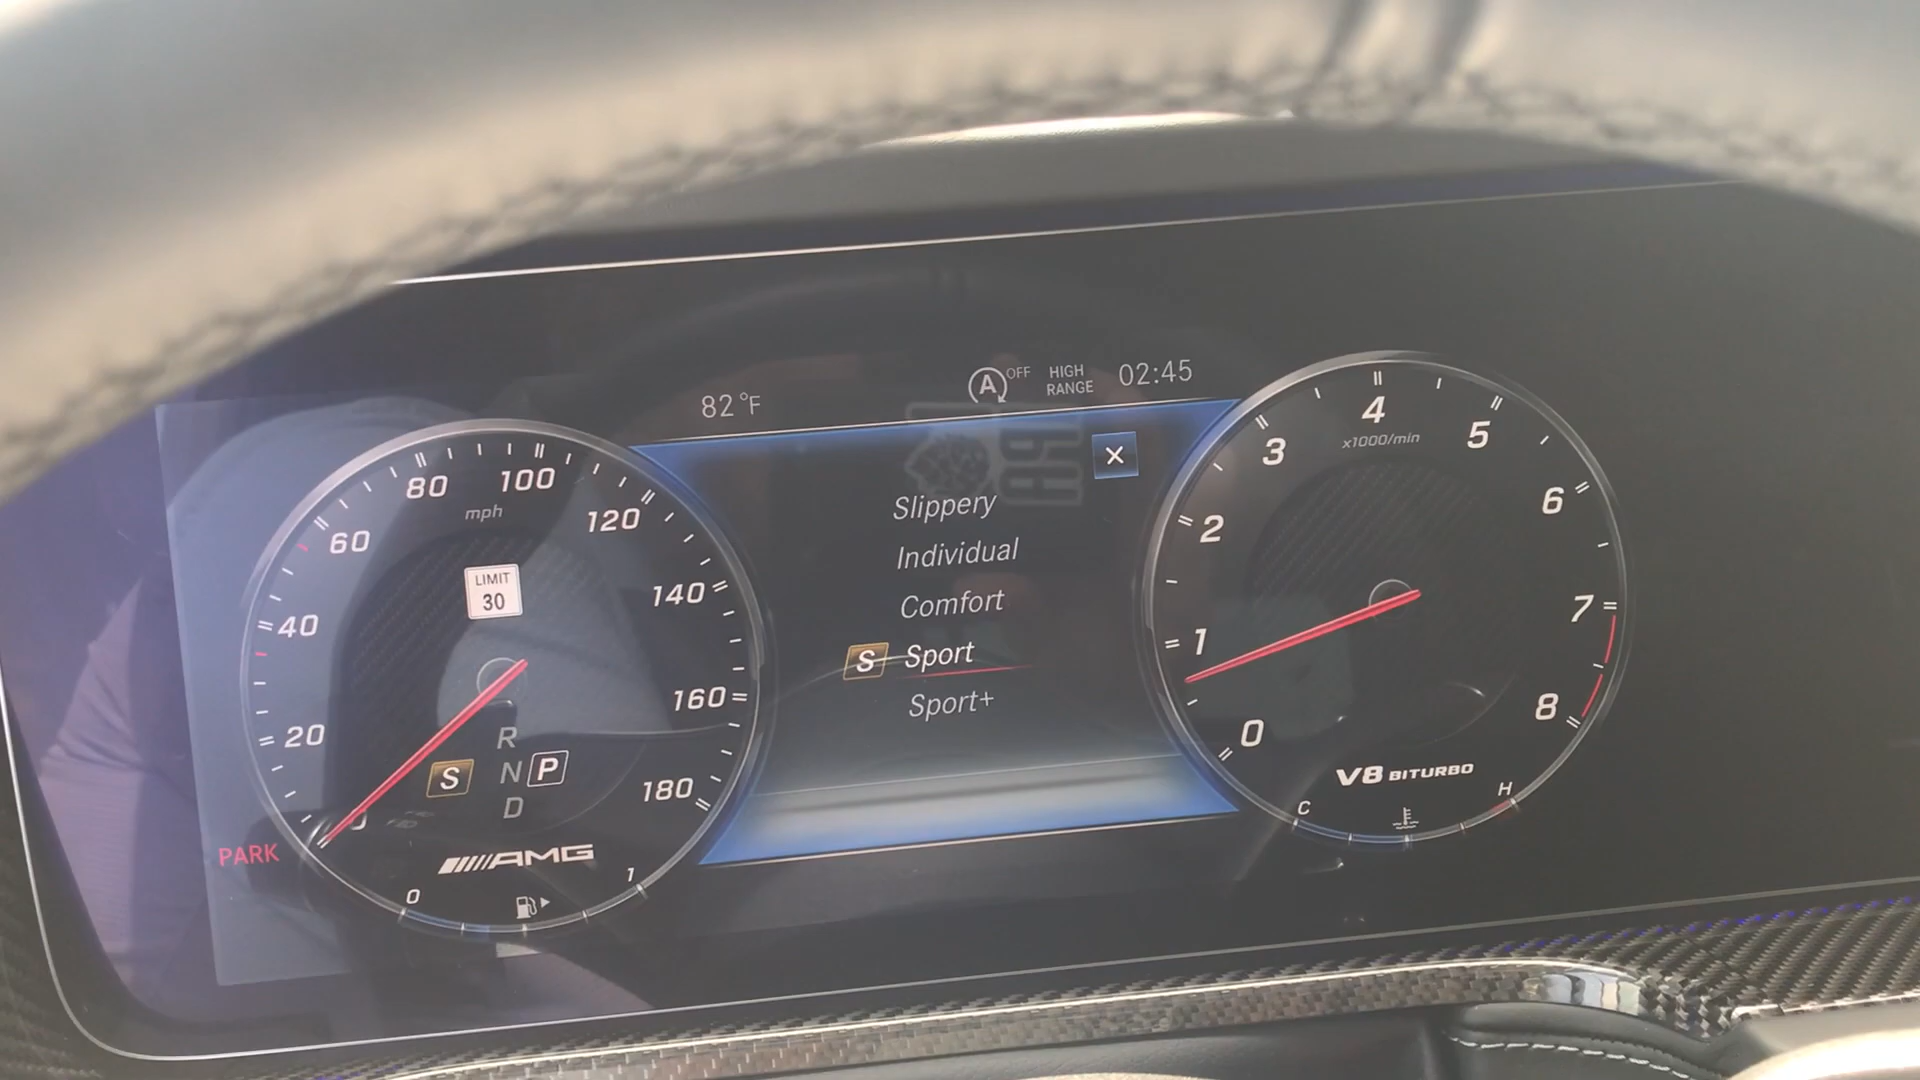 82°F
A OFF
HIGH RANGE
02:45
×
Slippery
Individual
Comfort
S Sport
Sport+
20
40
60
80
100
120
140
160
180
mph
LIMIT
30
R
S N P
D
PARK
AMG
0
1
0
1
2
3
4
5
6
7
8
x1000/min
V8 BITURBO
C
H